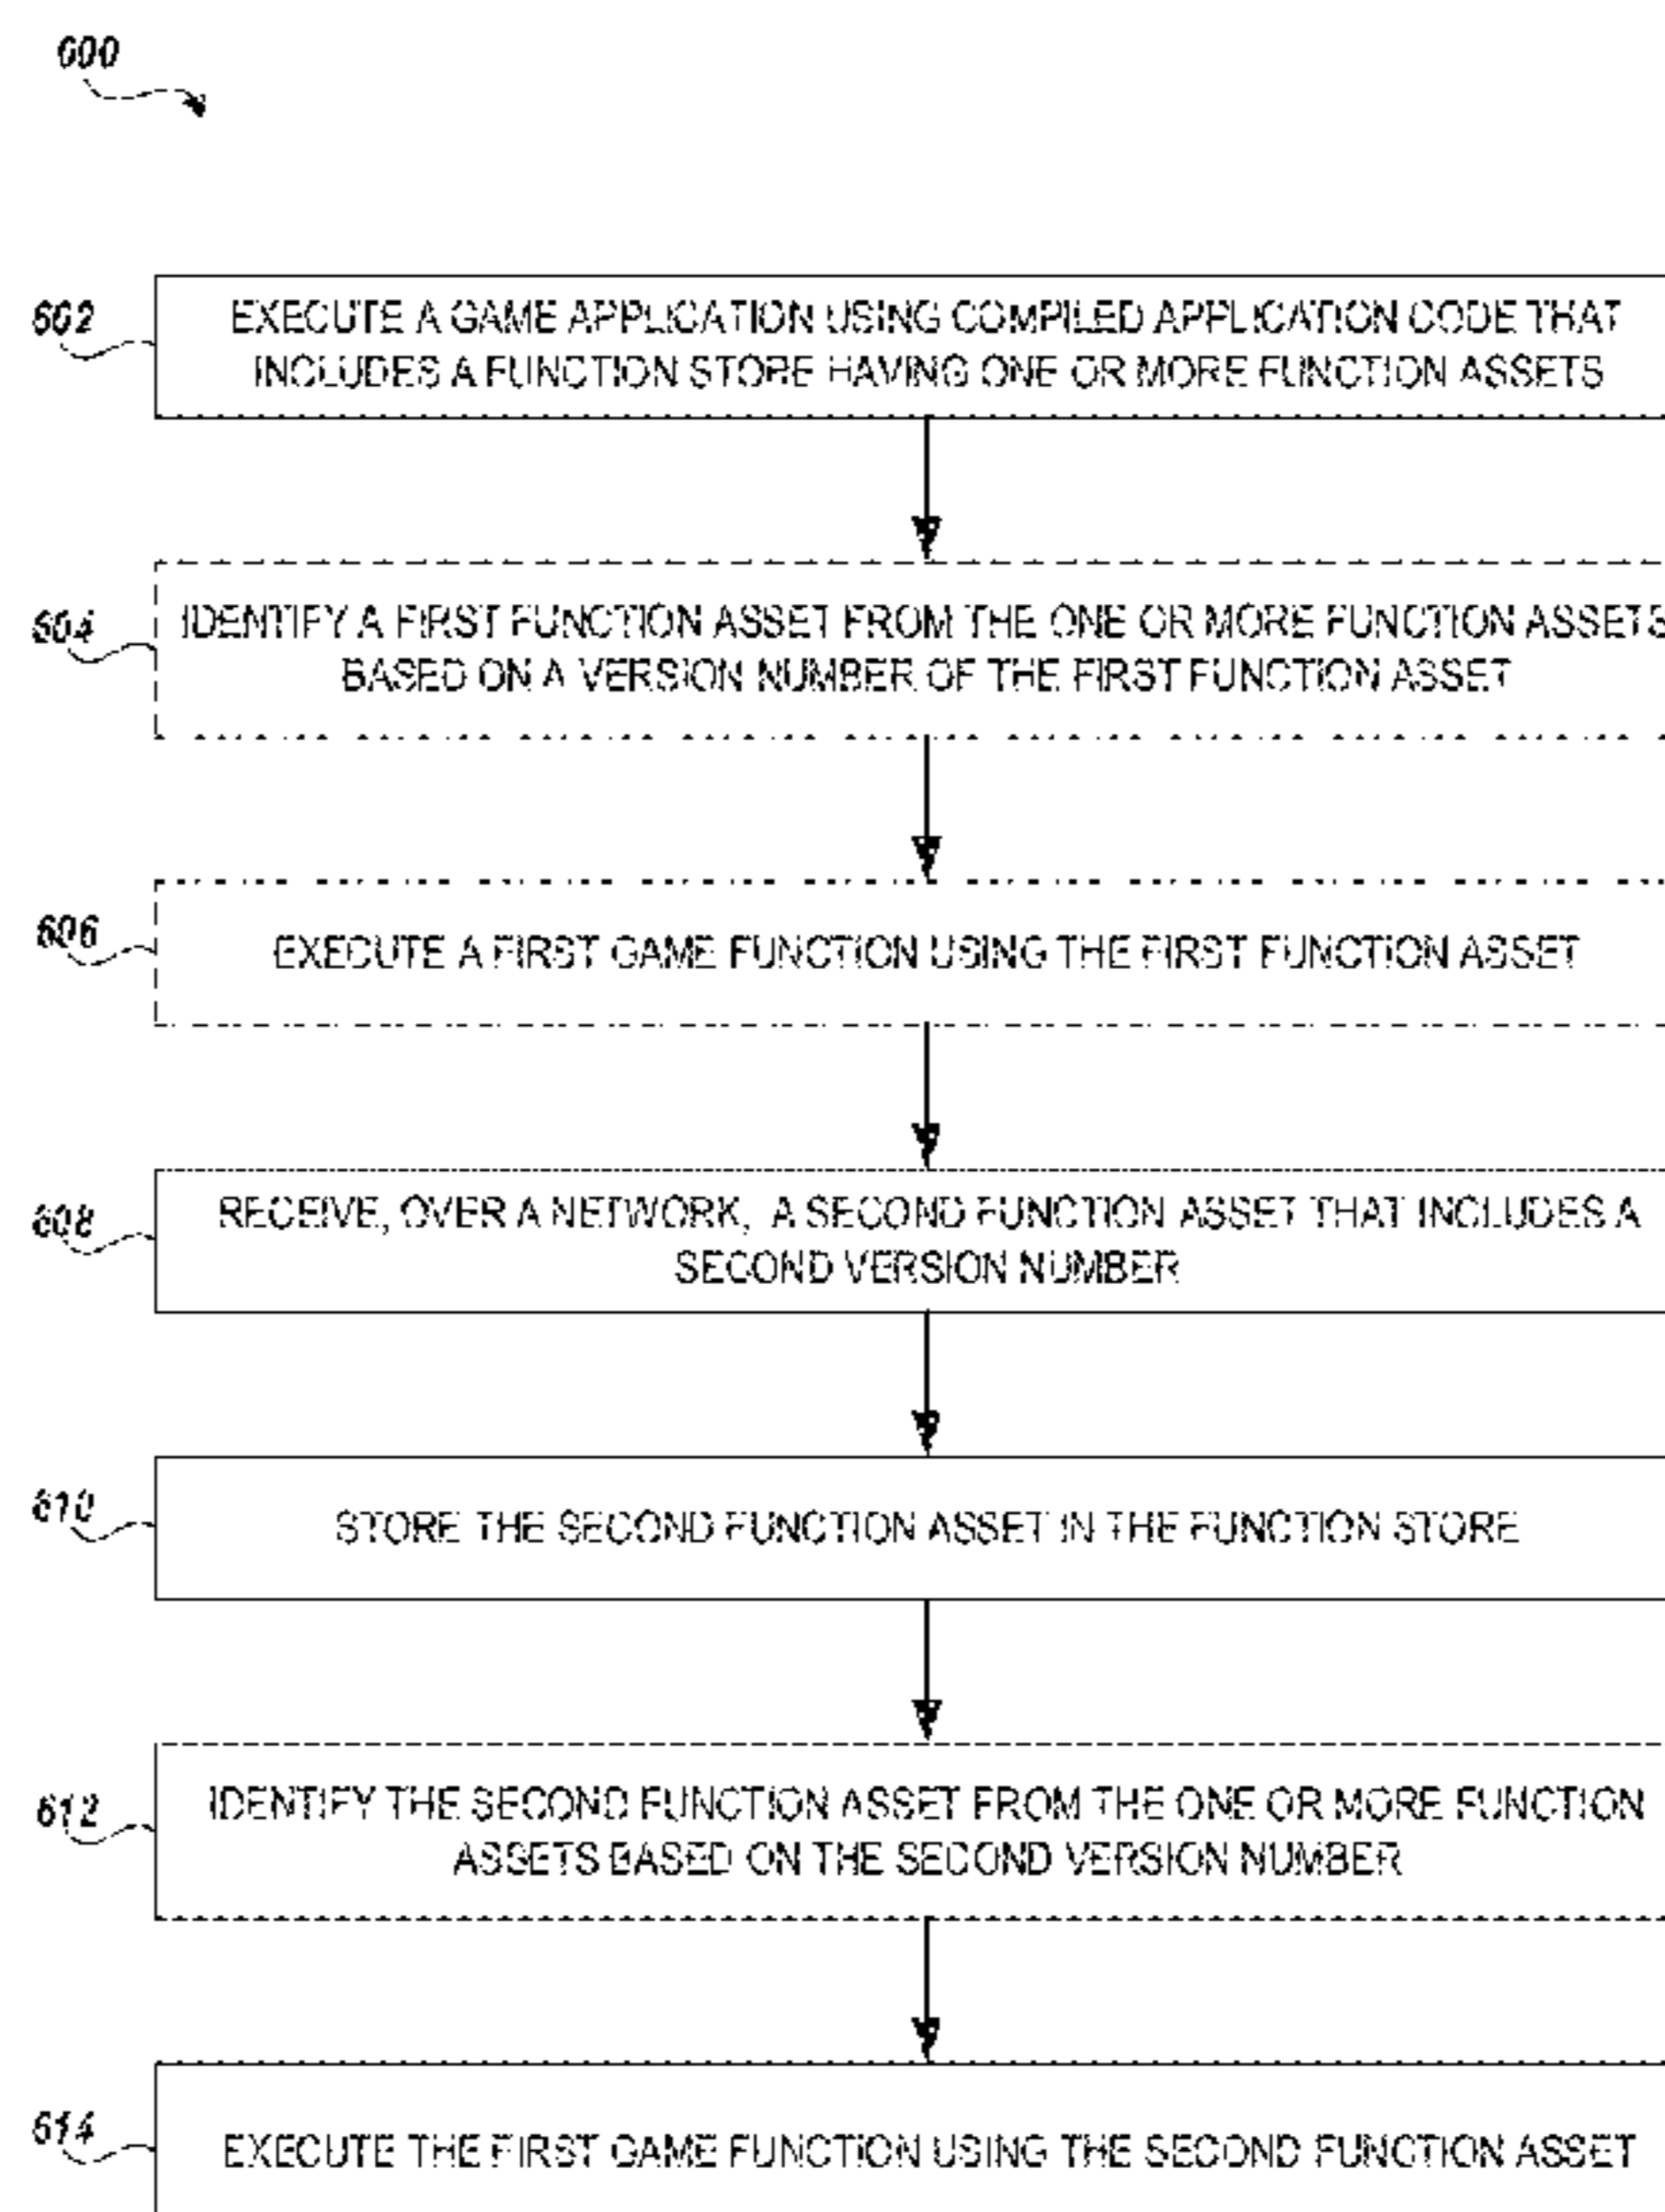 600
602
EXECUTE A GAME APPLICATION USING COMPILED APPLICATION CODE THAT
INCLUDES A FUNCTION STORE HAVING ONE OR MORE FUNCTION ASSETS
604
IDENTIFY A FIRST FUNCTION ASSET FROM THE ONE OR MORE FUNCTION ASSETS
BASED ON A VERSION NUMBER OF THE FIRST FUNCTION ASSET
606
EXECUTE A FIRST GAME FUNCTION USING THE FIRST FUNCTION ASSET
608
RECEIVE, OVER A NETWORK, A SECOND FUNCTION ASSET THAT INCLUDES A
SECOND VERSION NUMBER
610
STORE THE SECOND FUNCTION ASSET IN THE FUNCTION STORE
612
IDENTIFY THE SECOND FUNCTION ASSET FROM THE ONE OR MORE FUNCTION
ASSETS BASED ON THE SECOND VERSION NUMBER
614
EXECUTE THE FIRST GAME FUNCTION USING THE SECOND FUNCTION ASSET